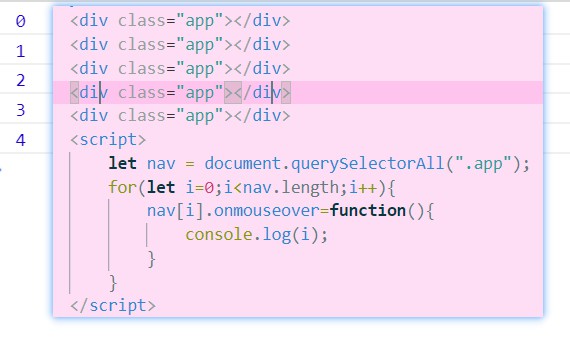 0
1
2
3
4
<div class="app"></div>
<div class="app"></div>
<div class="app"></div>
<div class="app"></div>
<div class="app"></div>
<script>
let nav = document.querySelectorAll(".app");
for(let i=0;i<nav.length;i++){
nav[i].onmouseover=function(){
console.log(i);
}
}
</script>